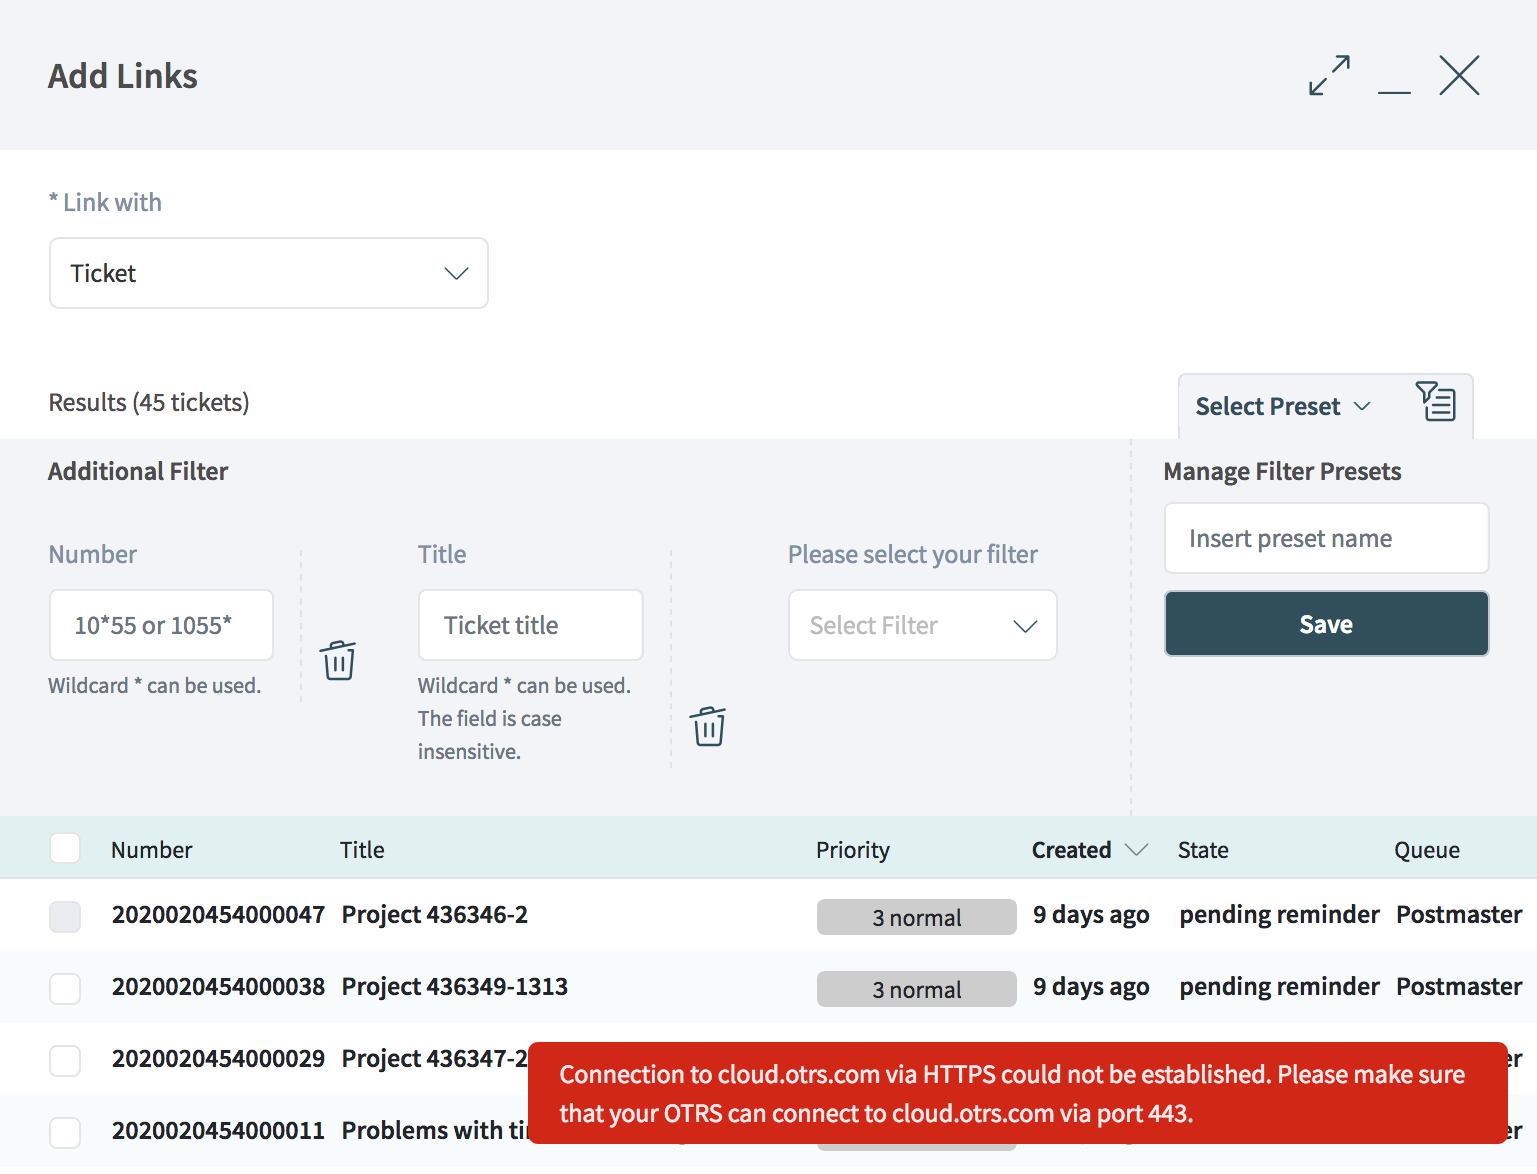 Add Links
* Link with
Ticket
Results (45 tickets)
Select Preset
Additional Filter
Manage Filter Presets
Number
Title
Please select your filter
Insert preset name
10*55 or 1055*
Ticket title
Select Filter
Save
Wildcard * can be used.
Wildcard * can be used.
The field is case
insensitive.
Number Title Priority Created State Queue
2020020454000047 Project 436346-2 3 normal 9 days ago pending reminder Postmaster
2020020454000038 Project 436349-1313 3 normal 9 days ago pending reminder Postmaster
2020020454000029 Project 436347-2
Connection to cloud.otrs.com via HTTPS could not be established. Please make sure
that your OTRS can connect to cloud.otrs.com via port 443.
2020020454000011 Problems with